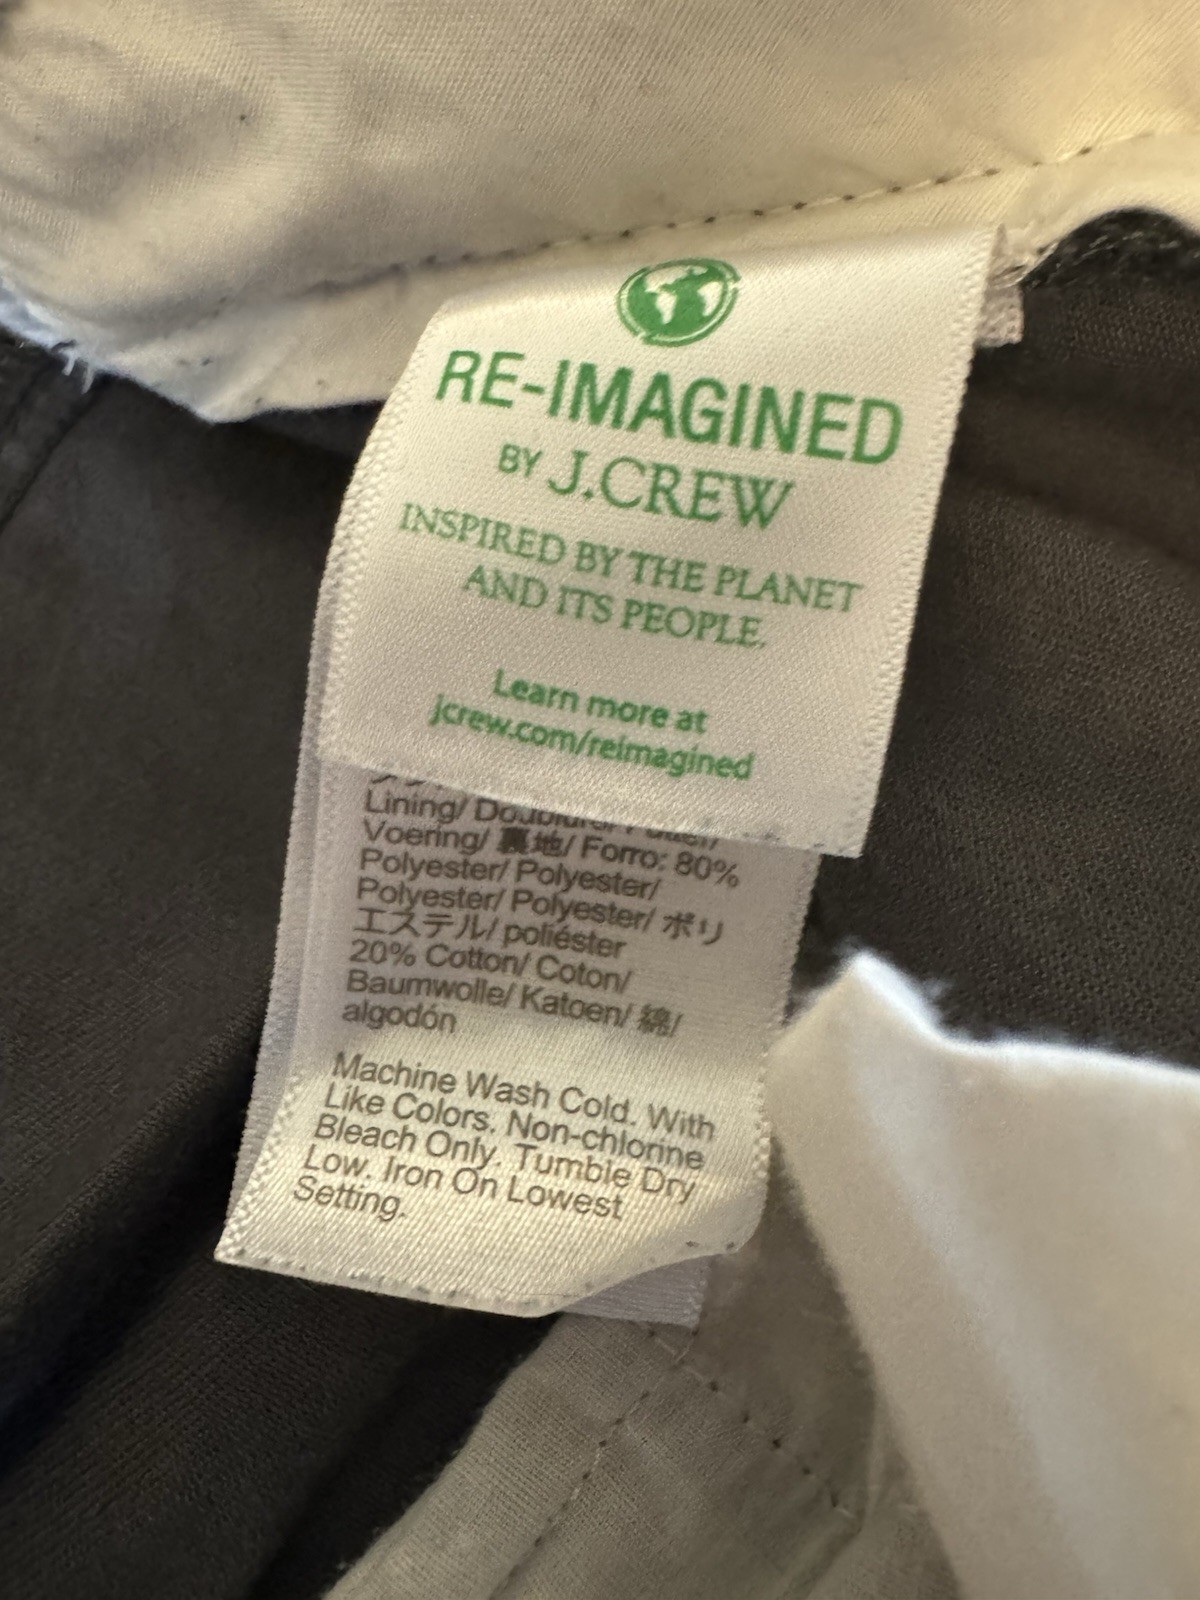 RE-IMAGINED
BY J.CREW
INSPIRED BY THE PLANET
AND ITS PEOPLE.
Learn more at
jcrew.com/reimagined
Lining/ Doublure/ Futter/
Voering/ 裏地/ Forro: 80%
Polyester/ Polyester/
Polyester/ Polyester/ ポリ
エステル/ poliéster
20% Cotton/ Coton/
Baumwolle/ Katoen/ 綿/
algodón
Machine Wash Cold. With
Like Colors. Non-chlorine
Bleach Only. Tumble Dry
Low. Iron On Lowest
Setting.